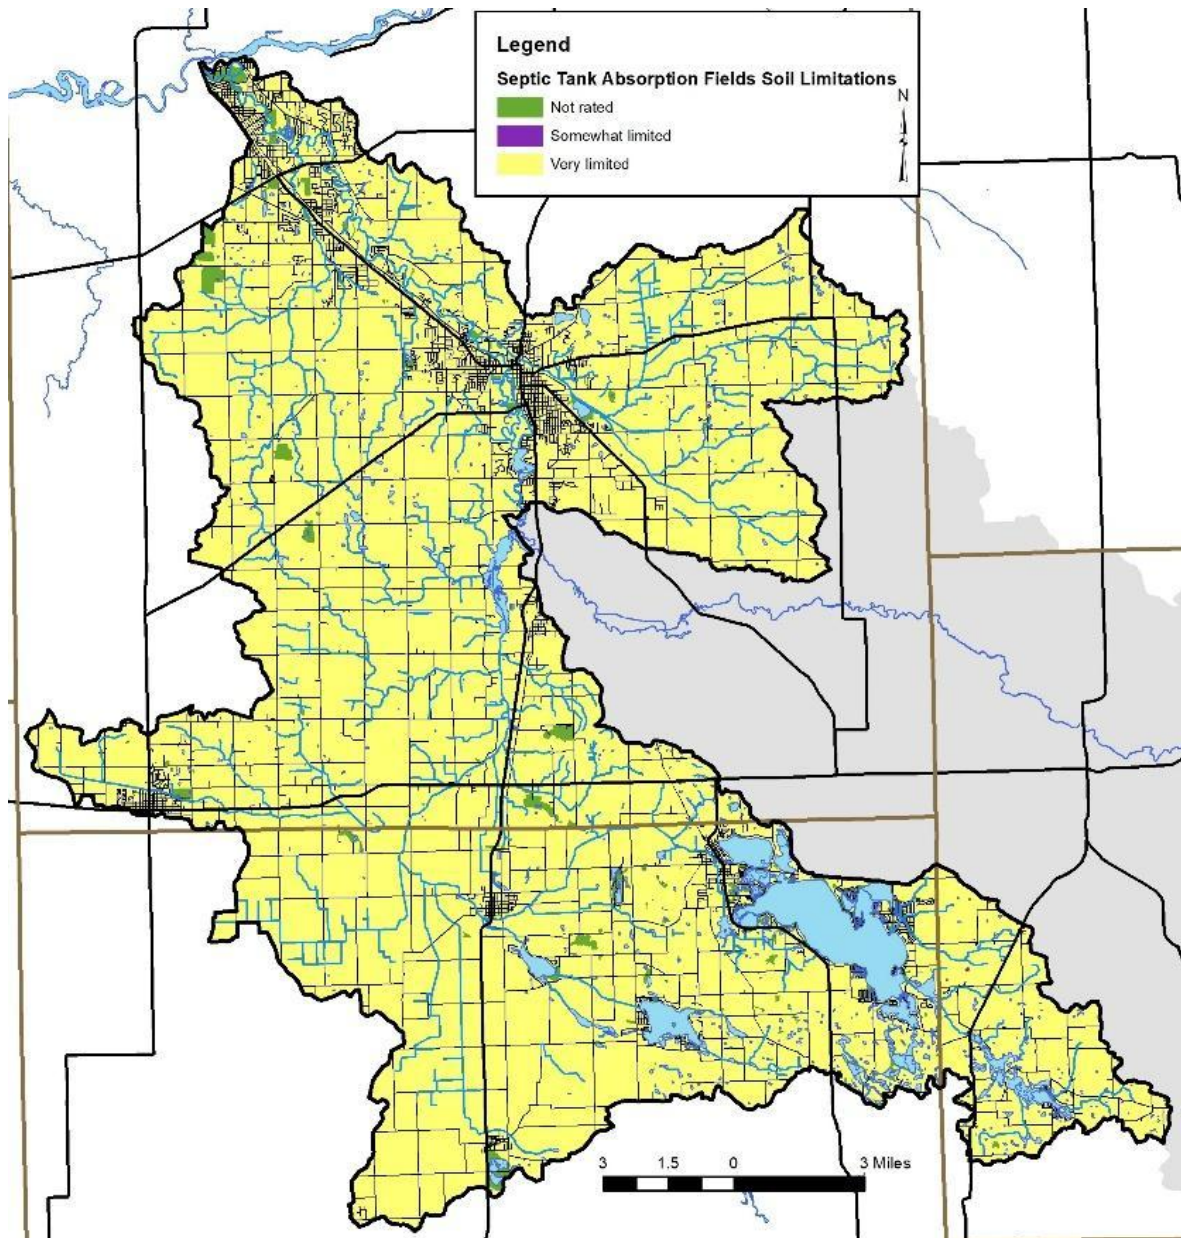 Legend
Septic Tank Absorption Fields Soil Limitations
N
Not rated
Somewhat limited
Very limited
3 1.5 0 3 Miles